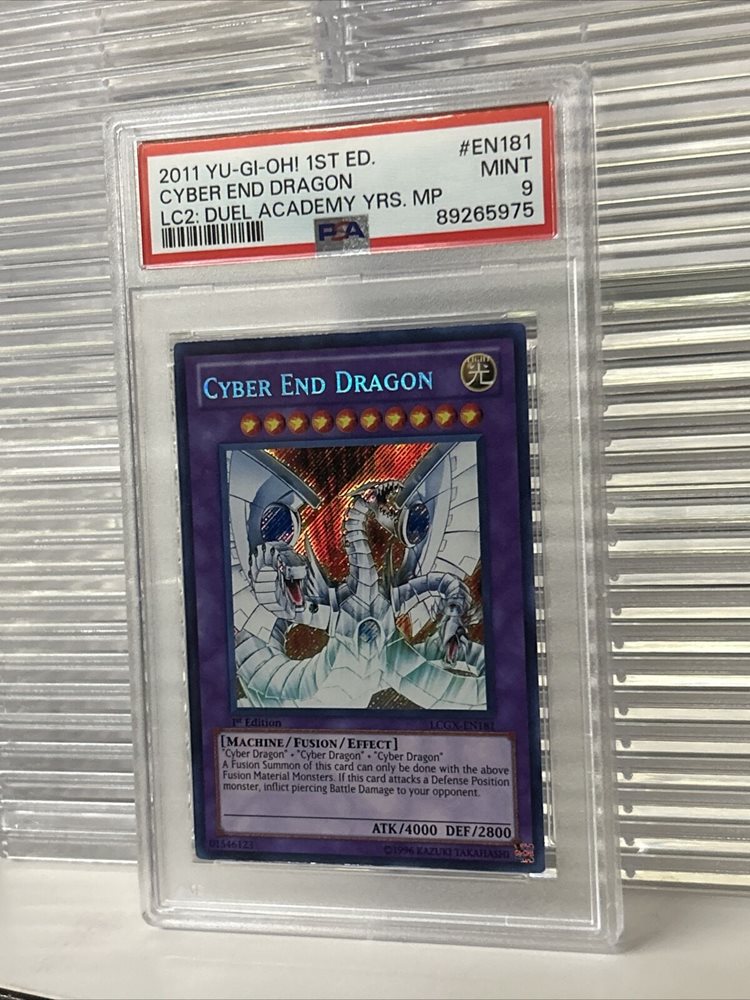 2011 YU-GI-OH! 1ST ED. #EN181
CYBER END DRAGON MINT
LC2: DUEL ACADEMY YRS. MP 9
PSA 89265975
CYBER END DRAGON
LIGHT
光
1st Edition LCGX-EN181
[MACHINE/FUSION/EFFECT]
"Cyber Dragon" + "Cyber Dragon" + "Cyber Dragon"
A Fusion Summon of this card can only be done with the above
Fusion Material Monsters. If this card attacks a Defense Position
monster, inflict piercing Battle Damage to your opponent.
ATK/4000 DEF/2800
01546123 ©1996 KAZUKI TAKAHASHI